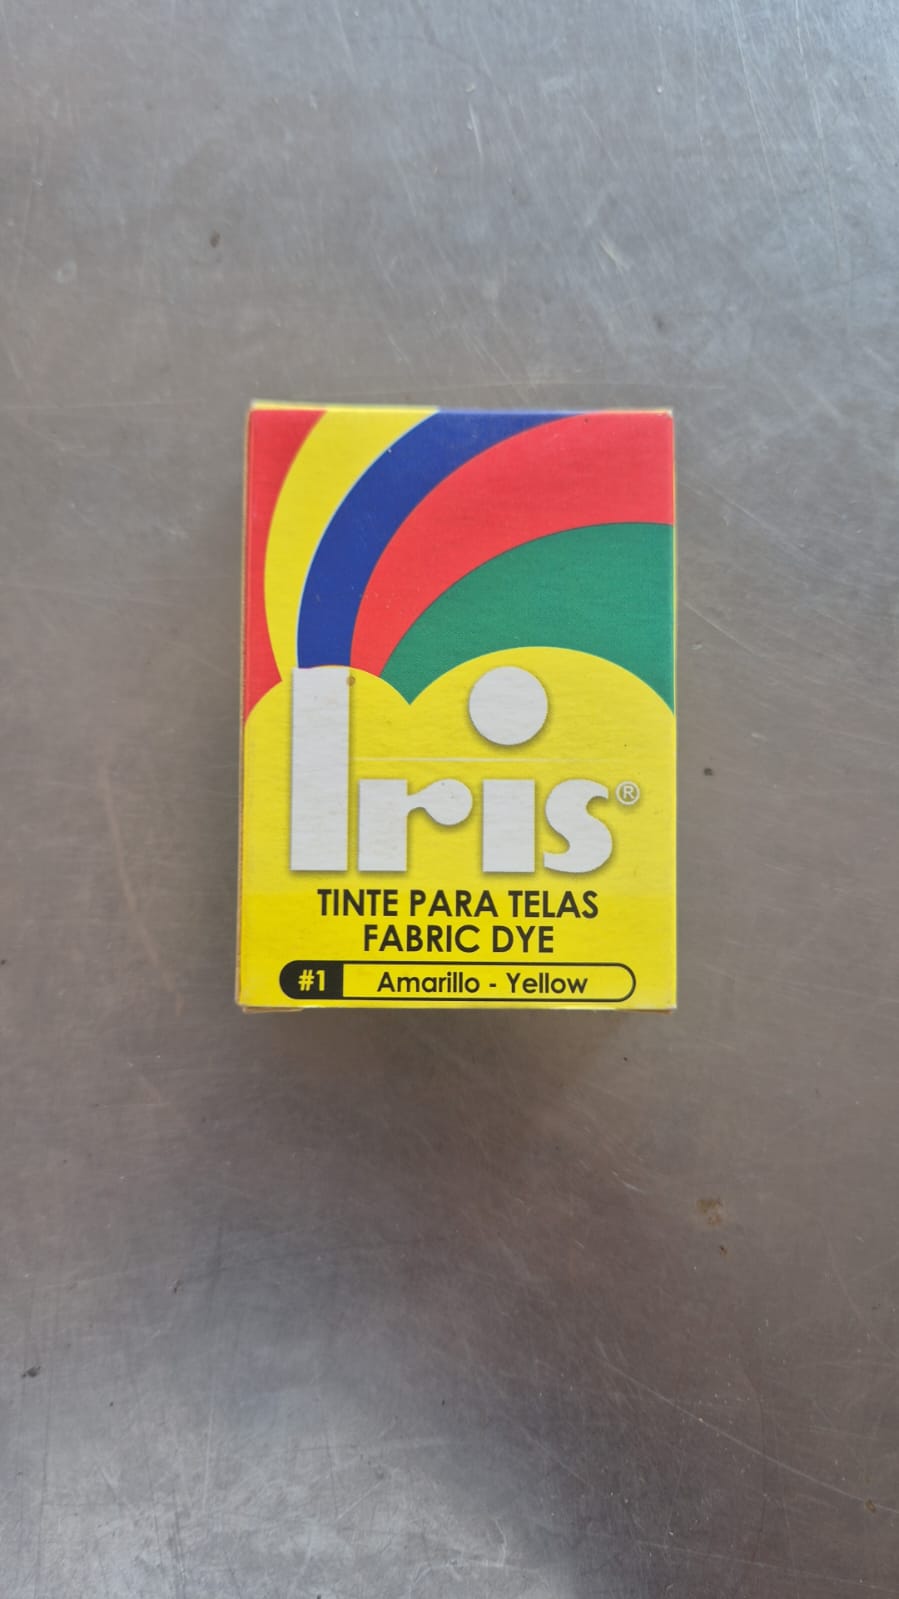 Iris®
TINTE PARA TELAS
FABRIC DYE
#1 Amarillo - Yellow